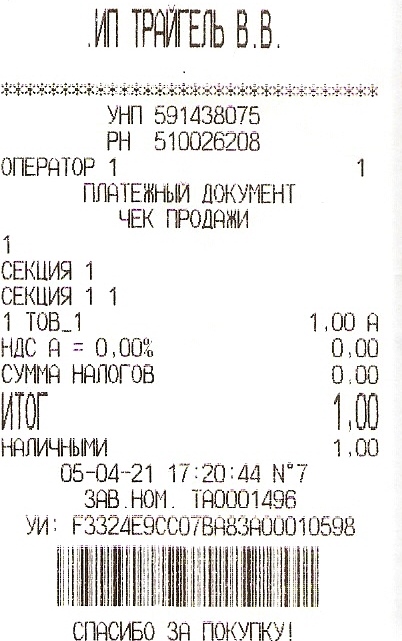 .ИП ТРАЙГЕЛЬ В.В.
****************************************
УНП 591438075
РН 510026208
ОПЕРАТОР 1 1
ПЛАТЕЖНЫЙ ДОКУМЕНТ
ЧЕК ПРОДАЖИ
1
СЕКЦИЯ 1
СЕКЦИЯ 1 1
1 ТОВ_1 1,00 А
НДС А = 0,00% 0,00
СУММА НАЛОГОВ 0.00
ИТОГ 1,00
НАЛИЧНЫМИ 1,00
05-04-21 17:20:44 N°7
ЗАВ.НОМ. ТА0001496
УИ: F3324E9CC07BA83A00010598
СПАСИБО ЗА ПОКУПКУ!